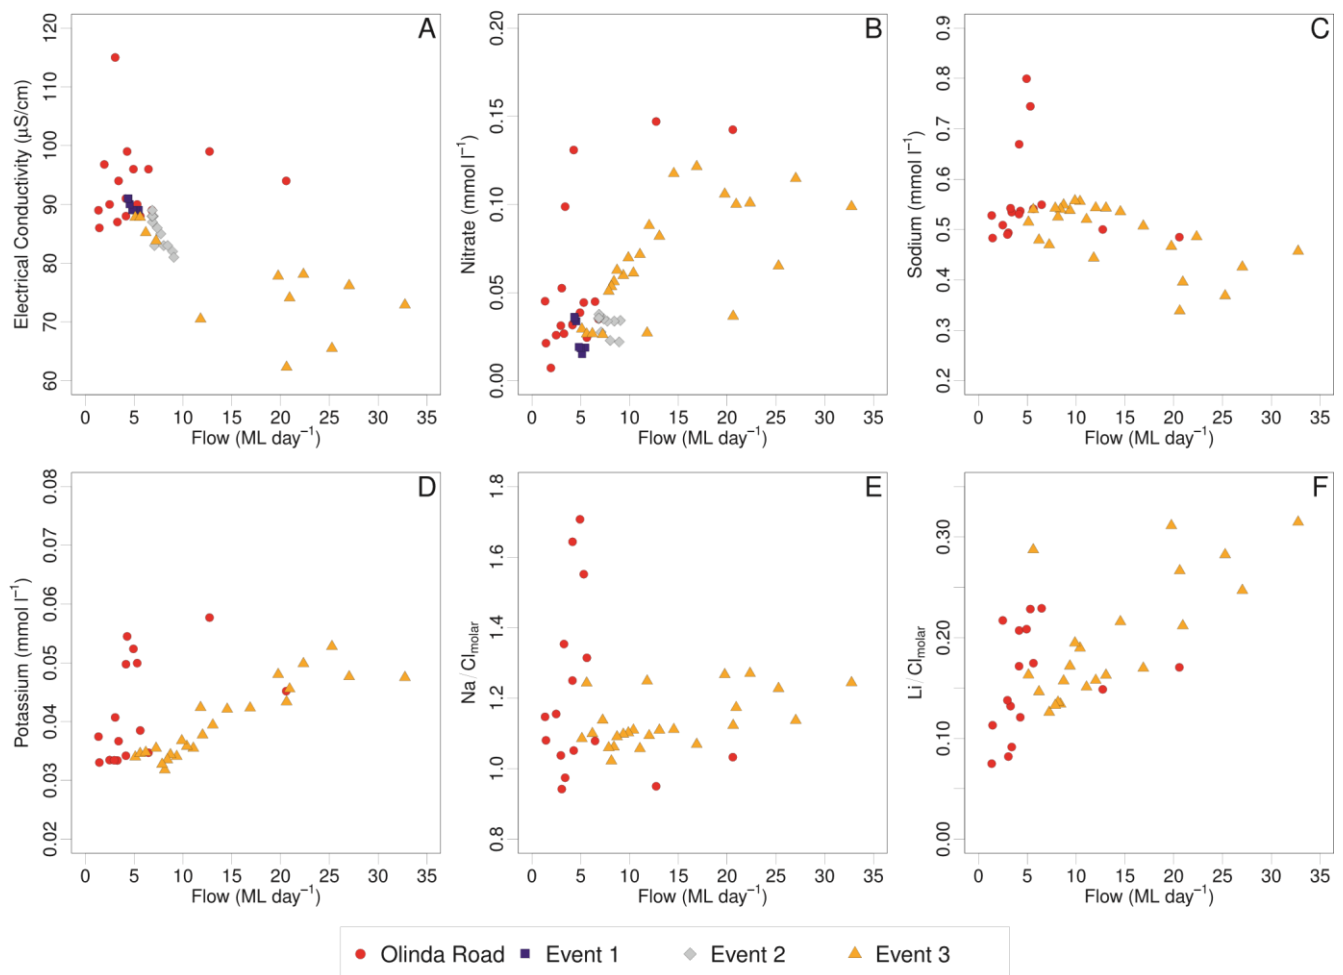 A
Electrical Conductivity (μS/cm)
120
110
100
90
80
70
60
0 5 10 15 20 25 30 35
Flow (ML day⁻¹)
B
Nitrate (mmol l⁻¹)
0.20
0.15
0.10
0.05
0.00
0 5 10 15 20 25 30 35
Flow (ML day⁻¹)
C
Sodium (mmol l⁻¹)
0.9
0.8
0.7
0.6
0.5
0.4
0.3
0.2
0 5 10 15 20 25 30 35
Flow (ML day⁻¹)
D
Potassium (mmol l⁻¹)
0.08
0.07
0.06
0.05
0.04
0.03
0.02
0 5 10 15 20 25 30 35
Flow (ML day⁻¹)
E
Na/Cl molar
1.8
1.6
1.4
1.2
1.0
0.8
0 5 10 15 20 25 30 35
Flow (ML day⁻¹)
F
Li/Cl molar
0.30
0.20
0.10
0.00
0 5 10 15 20 25 30 35
Flow (ML day⁻¹)
Olinda Road Event 1 Event 2 Event 3